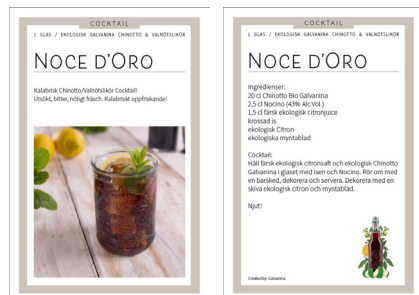 COCKTAIL
1 GLAS / EKOLOGISK GALVANINA CHINOTTO & VALNÖTSLIKÖR
NOCE D'ORO
Kalabrisk Chinotto/Valnötslikör Cocktail!
Utsökt, bitter, nötigt fräsch. Kalabriskt uppfriskande!
COCKTAIL
1 GLAS / EKOLOGISK GALVANINA CHINOTTO & VALNÖTSLIKÖR
NOCE D'ORO
Ingredienser:
20 cl Chinotto Bio Galvanina
2,5 cl Nocino (43% Alc.Vol.)
1,5 cl färsk ekologisk citronjuice
krossad is
ekologisk Citron
ekologiska myntablad
Cocktail:
Häll färsk ekologisk citronsaft och ekologisk Chinotto
Galvanina i glaset med isen och Nocino. Rör om med
en barsked, dekorera och servera. Dekorera med en
skiva ekologisk citron och myntablad.
Njut!
Created by: Galvanina